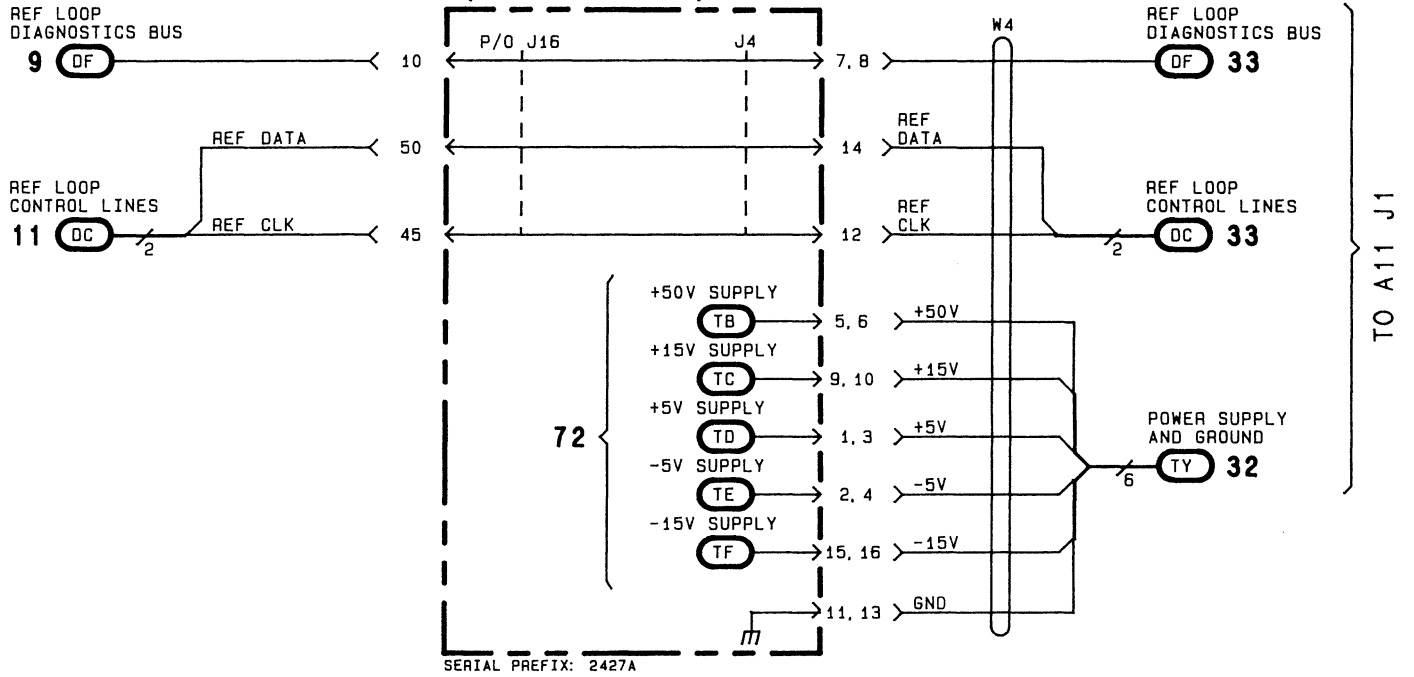 REF LOOP
DIAGNOSTICS BUS
9 DF
10
P/O J16
J4
7, 8
W4
REF LOOP
DIAGNOSTICS BUS
DF 33
REF DATA
50
14
REF
DATA
REF LOOP
CONTROL LINES
11 DC
2
REF CLK
45
12
REF
CLK
REF LOOP
CONTROL LINES
2
DC 33
TO A11 J1
72
+50V SUPPLY
TB
5, 6
+50V
+15V SUPPLY
TC
9, 10
+15V
+5V SUPPLY
TD
1, 3
+5V
-5V SUPPLY
TE
2, 4
-5V
-15V SUPPLY
TF
15, 16
-15V
11, 13
GND
POWER SUPPLY
AND GROUND
6
TY 32
SERIAL PREFIX: 2427A